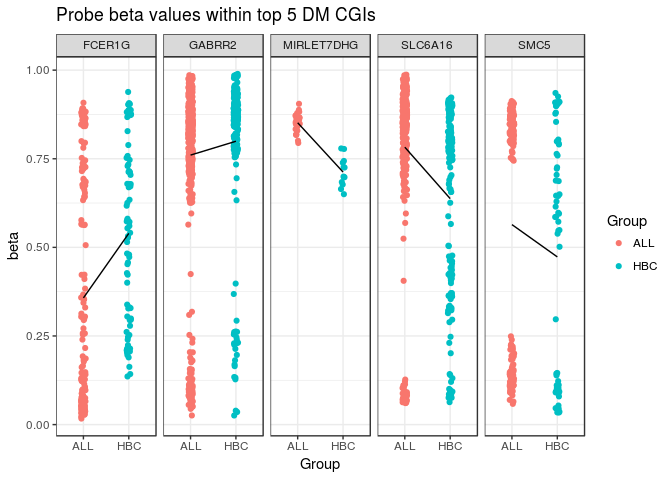 Probe beta values within top 5 DM CGIs
FCER1G GABRR2 MIRLET7DHG SLC6A16 SMC5
1.00
0.75
0.50
0.25
0.00
beta
ALL HBC ALL HBC ALL HBC ALL HBC ALL HBC
Group
Group
ALL
HBC